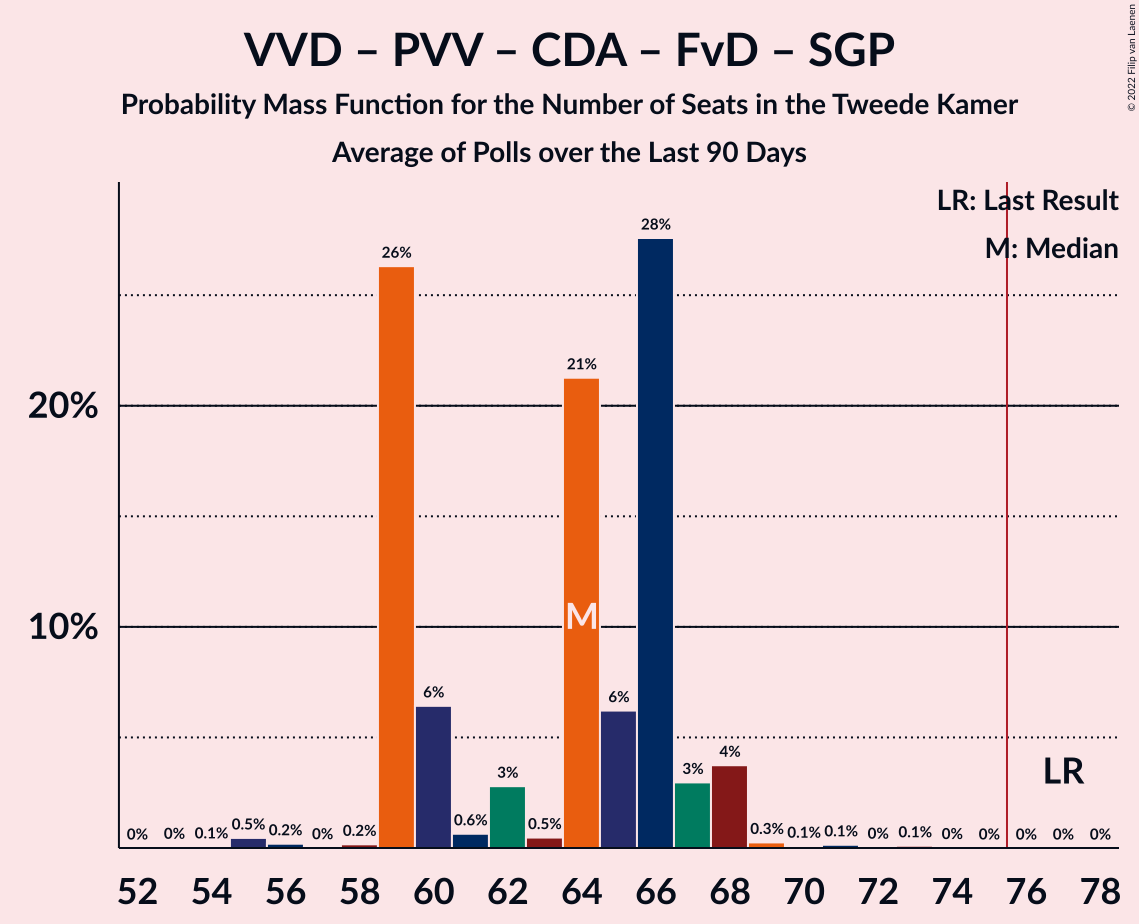 VVD – PVV – CDA – FvD – SGP
Probability Mass Function for the Number of Seats in the Tweede Kamer
Average of Polls over the Last 90 Days
© 2022 Filip van Laenen
LR: Last Result
M: Median
20%
10%
0% 0% 0.1% 0.5% 0.2% 0% 0.2% 26% 6% 0.6% 3% 0.5% 21% 6% 28% 3% 4% 0.3% 0.1% 0.1% 0% 0.1% 0% 0% 0% 0% 0%
M
LR
52 54 56 58 60 62 64 66 68 70 72 74 76 78